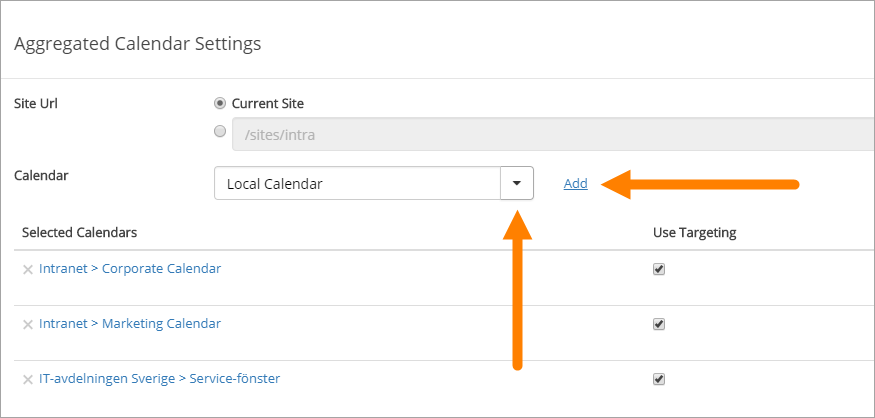 Aggregated Calendar Settings
Site Url
Current Site
/sites/intra
Calendar
Local Calendar
Add
Selected Calendars
Use Targeting
Intranet > Corporate Calendar
Intranet > Marketing Calendar
IT-avdelningen Sverige > Service-fönster